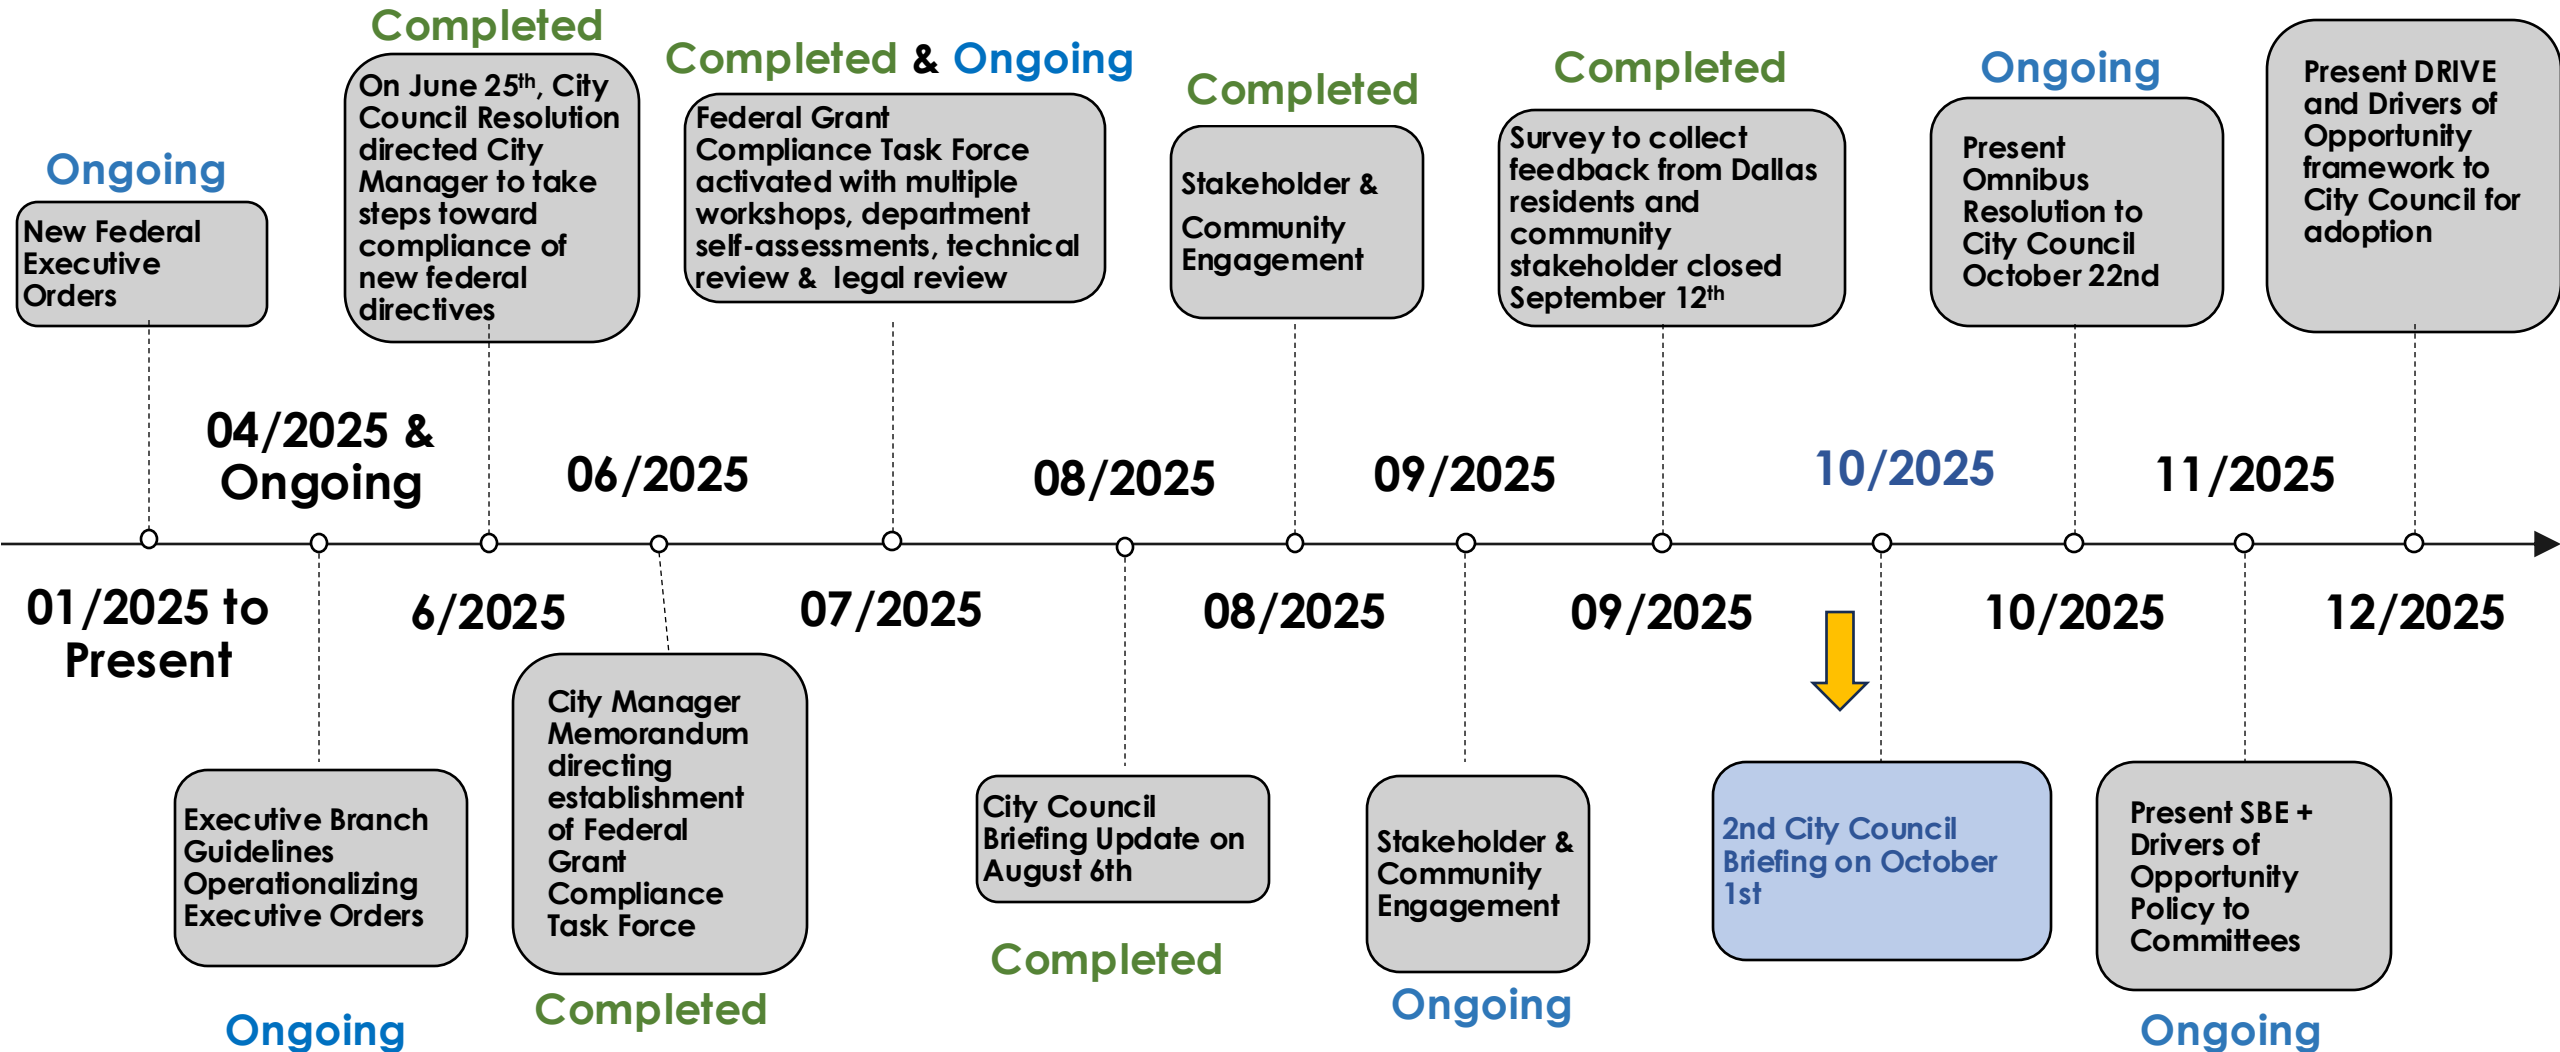 Ongoing
New Federal
Executive
Orders
01/2025 to
Present
04/2025 &
Ongoing
Executive Branch
Guidelines
Operationalizing
Executive Orders
Ongoing
Completed
On June 25th, City
Council Resolution
directed City
Manager to take
steps toward
compliance of
new federal
directives
6/2025
06/2025
City Manager
Memorandum
directing
establishment
of Federal
Grant
Compliance
Task Force
Completed
Completed & Ongoing
Federal Grant
Compliance Task Force
activated with multiple
workshops, department
self-assessments, technical
review &  legal review
07/2025
08/2025
City Council
Briefing Update on
August 6th
Completed
Completed
Stakeholder &
Community
Engagement
08/2025
09/2025
Stakeholder &
Community
Engagement
Ongoing
Completed
Survey to collect
feedback from Dallas
residents and
community
stakeholder closed
September 12th
09/2025
10/2025
2nd City Council
Briefing on October
1st
Ongoing
Present
Omnibus
Resolution to
City Council
October 22nd
10/2025
11/2025
Present SBE +
Drivers of
Opportunity
Policy to
Committees
Ongoing
Present DRIVE
and Drivers of
Opportunity
framework to
City Council for
adoption
12/2025